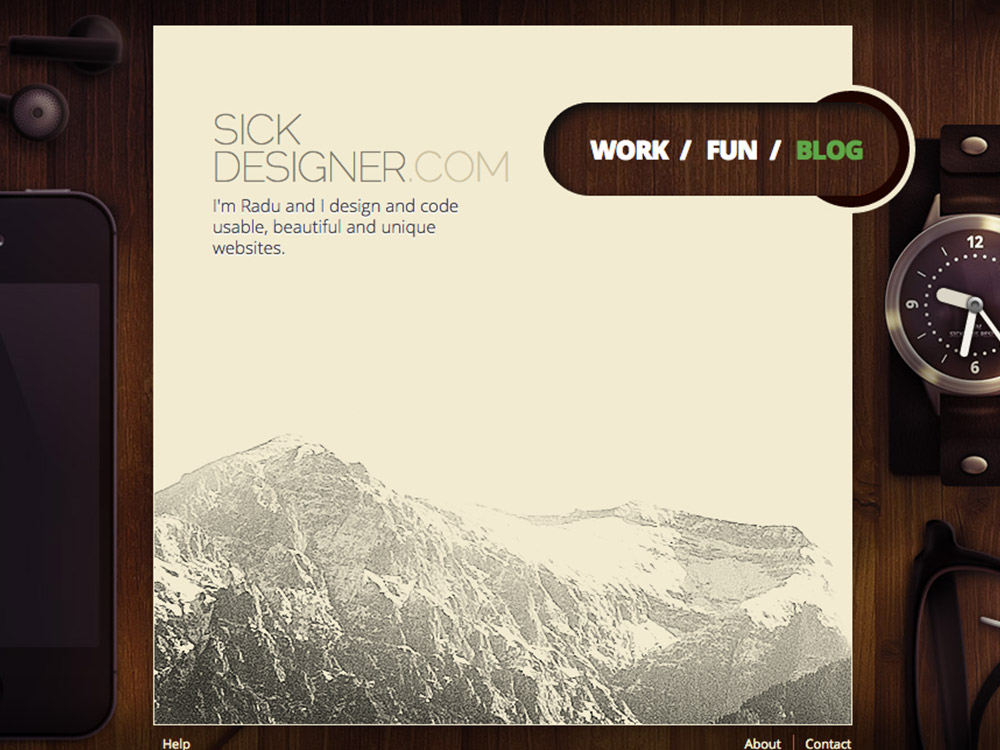 SICK
DESIGNER.COM
I'm Radu and I design and code
usable, beautiful and unique
websites.
WORK / FUN / BLOG
12
9
6
Help
About
Contact